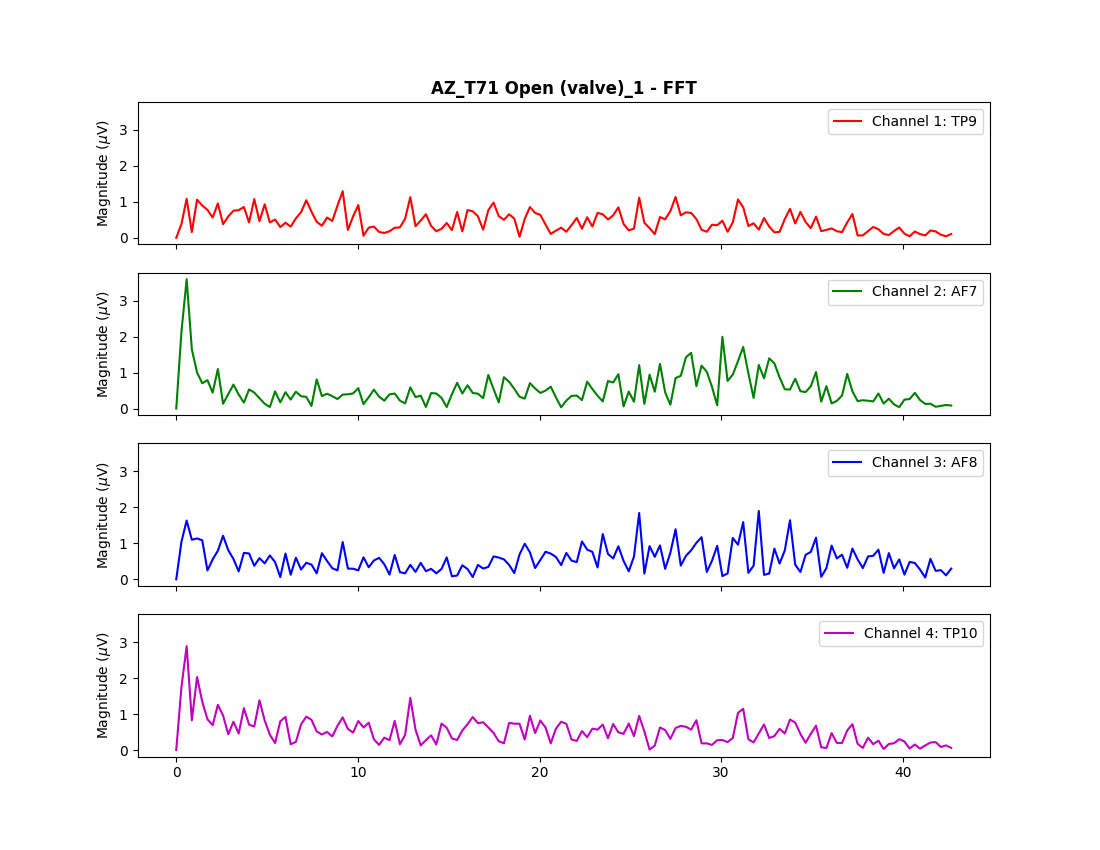 AZ_T71 Open (valve)_1 - FFT
Magnitude (μV)
3
2
1
0
Channel 1: TP9
Magnitude (μV)
3
2
1
0
Channel 2: AF7
Magnitude (μV)
3
2
1
0
Channel 3: AF8
Magnitude (μV)
3
2
1
0
Channel 4: TP10
0 10 20 30 40